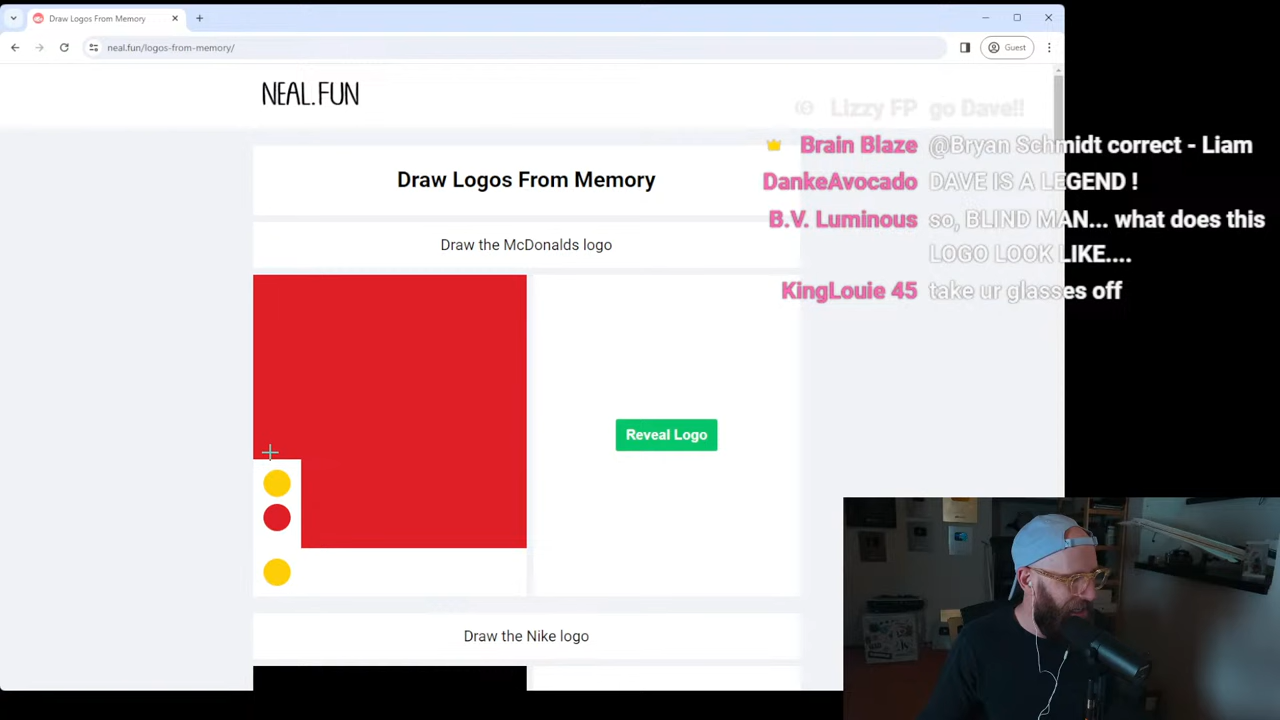 Draw Logos From Memory
neal.fun/logos-from-memory/
Guest
NEAL.FUN
Lizzy FP go Dave!!
Brain Blaze @Bryan Schmidt correct - Liam
Draw Logos From Memory
DankeAvocado DAVE IS A LEGEND !
B.V. Luminous so, BLIND MAN... what does this
LOGO LOOK LIKE....
Draw the McDonalds logo
KingLouie 45 take ur glasses off
Reveal Logo
Draw the Nike logo